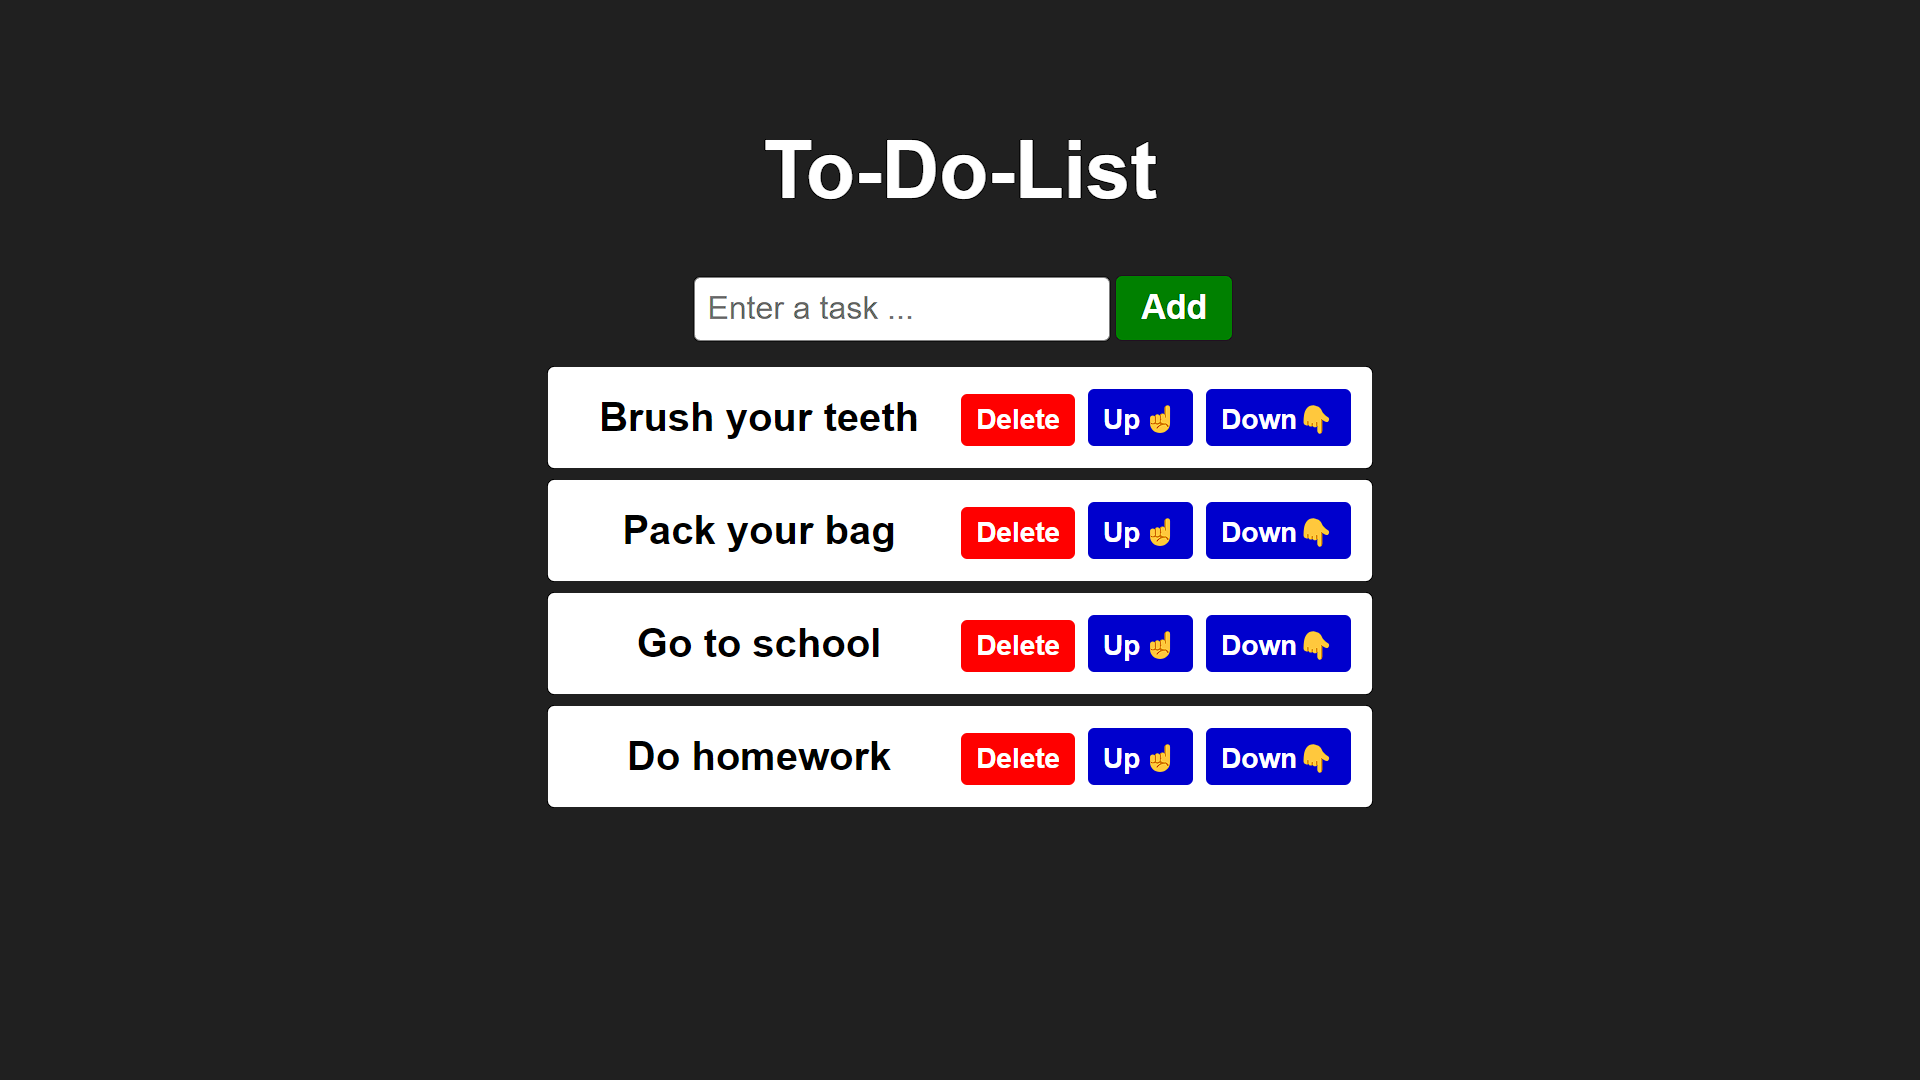 To-Do-List
Enter a task ... Add
Brush your teeth Delete Up☝ Down👇
Pack your bag Delete Up☝ Down👇
Go to school Delete Up☝ Down👇
Do homework Delete Up☝ Down👇